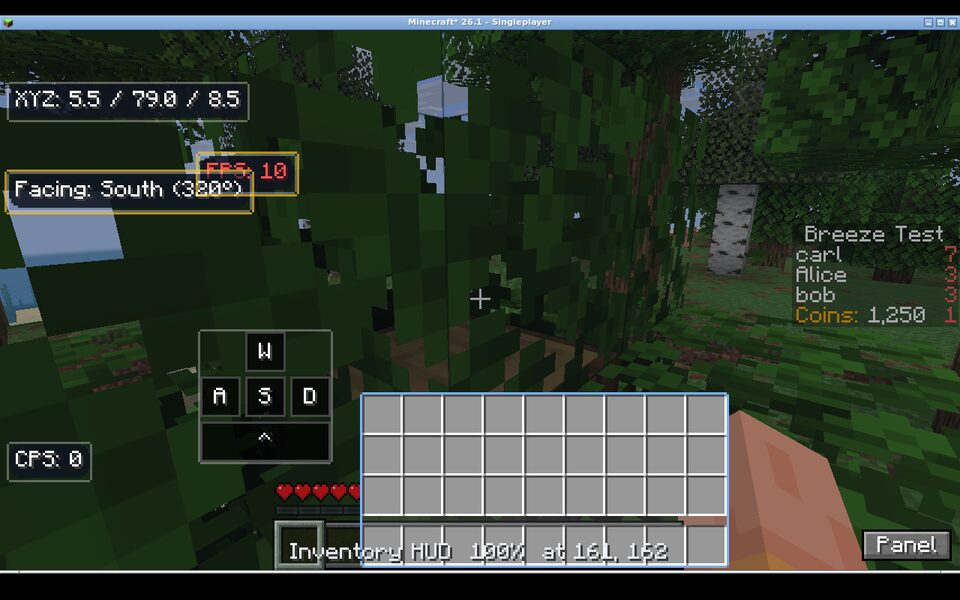 Minecraft* 26.1 - Singleplayer
XYZ: 5.5 / 79.0 / 8.5
FPS: 10
Facing: South (320°)
Breeze Test
carl 7
Alice 3
bob 3
Coins: 1,250 1
W
A S D
^
CPS: 0
Inventory HUD 100% at 161, 162
Panel